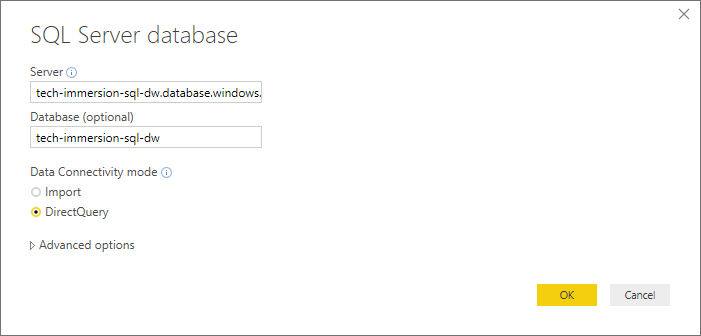 SQL Server database
Server
tech-immersion-sql-dw.database.windows.
Database (optional)
tech-immersion-sql-dw
Data Connectivity mode
Import
DirectQuery
Advanced options
OK Cancel